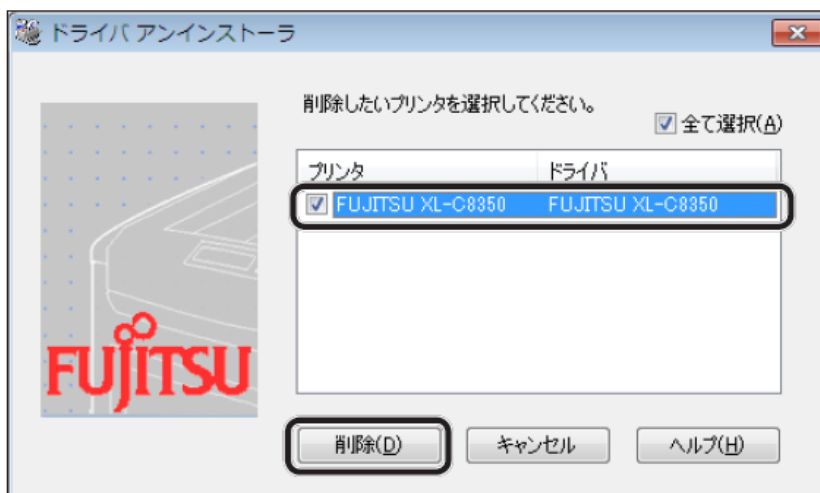 ドライバ アンインストーラ
削除したいプリンタを選択してください。
全て選択(A)
プリンタ ドライバ
FUJITSU XL-C8350 FUJITSU XL-C8350
FUJITSU
削除(D) キャンセル ヘルプ(H)